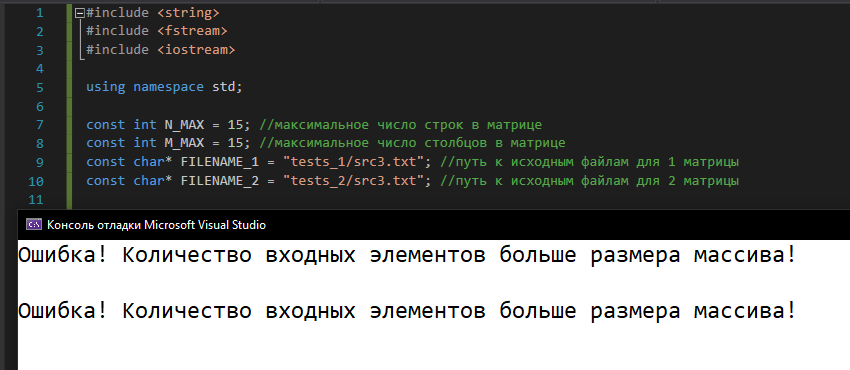 1 #include <string>
2 #include <fstream>
3 #include <iostream>
4
5 using namespace std;
6
7 const int N_MAX = 15; //максимальное число строк в матрице
8 const int M_MAX = 15; //максимальное число столбцов в матрице
9 const char* FILENAME_1 = "tests_1/src3.txt"; //путь к исходным файлам для 1 матрицы
10 const char* FILENAME_2 = "tests_2/src3.txt"; //путь к исходным файлам для 2 матрицы
11
C:\ Консоль отладки Microsoft Visual Studio
Ошибка! Количество входных элементов больше размера массива!
Ошибка! Количество входных элементов больше размера массива!